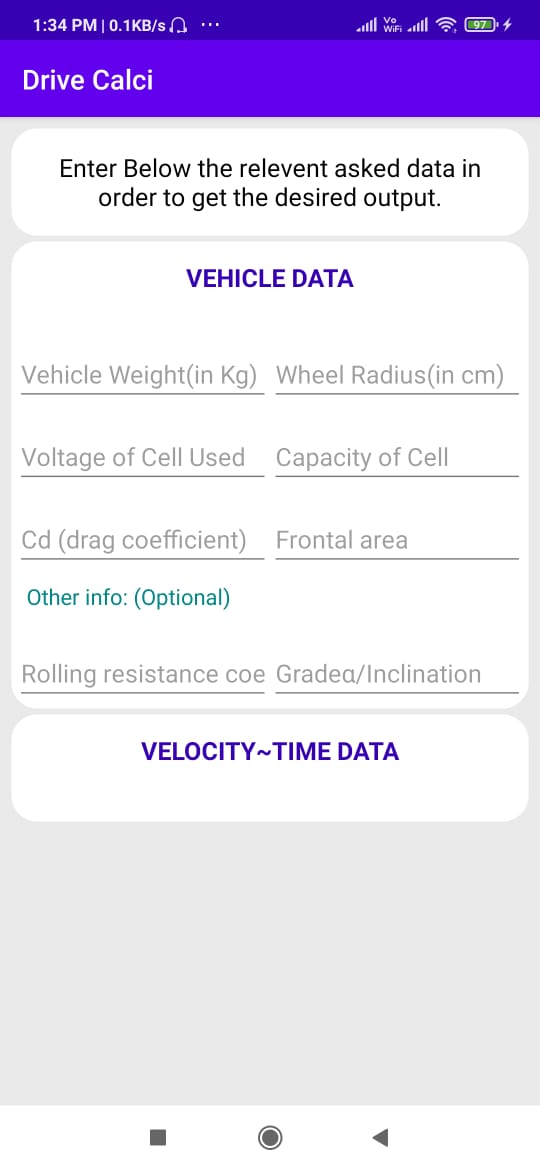 1:34 PM | 0.1KB/s ...
Vo
WiFi
97
Drive Calci
Enter Below the relevent asked data in
order to get the desired output.
VEHICLE DATA
Vehicle Weight(in Kg) Wheel Radius(in cm)
Voltage of Cell Used Capacity of Cell
Cd (drag coefficient) Frontal area
Other info: (Optional)
Rolling resistance coe Gradeα/Inclination
VELOCITY~TIME DATA